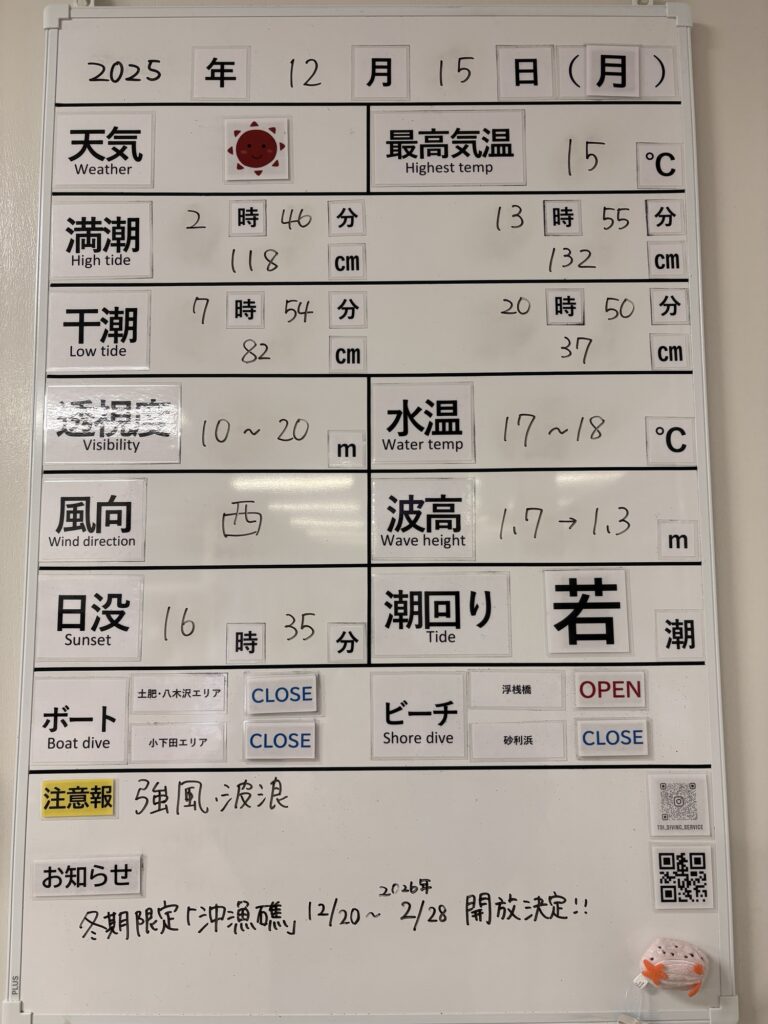 2025 年 12 月 15 日 (月)
天気 Weather
最高気温 Highest temp 15 ℃
満潮 High tide 2 時 46 分 13 時 55 分
118 cm 132 cm
干潮 Low tide 7 時 54 分 20 時 50 分
82 cm 37 cm
透視度 Visibility 10～20 m
水温 Water temp 17～18 ℃
風向 Wind direction 西
波高 Wave height 1.7→1.3 m
日没 Sunset 16 時 35 分
潮回り Tide 若 潮
ボート Boat dive
土肥・八木沢エリア CLOSE
小下田エリア CLOSE
ビーチ Shore dive
浮桟橋 OPEN
砂利浜 CLOSE
注意報 強風・波浪
TOI_DIVING_SERVICE
お知らせ
2026年
冬期限定「沖漁礁」12/20～2/28 開放決定!!
PLUS